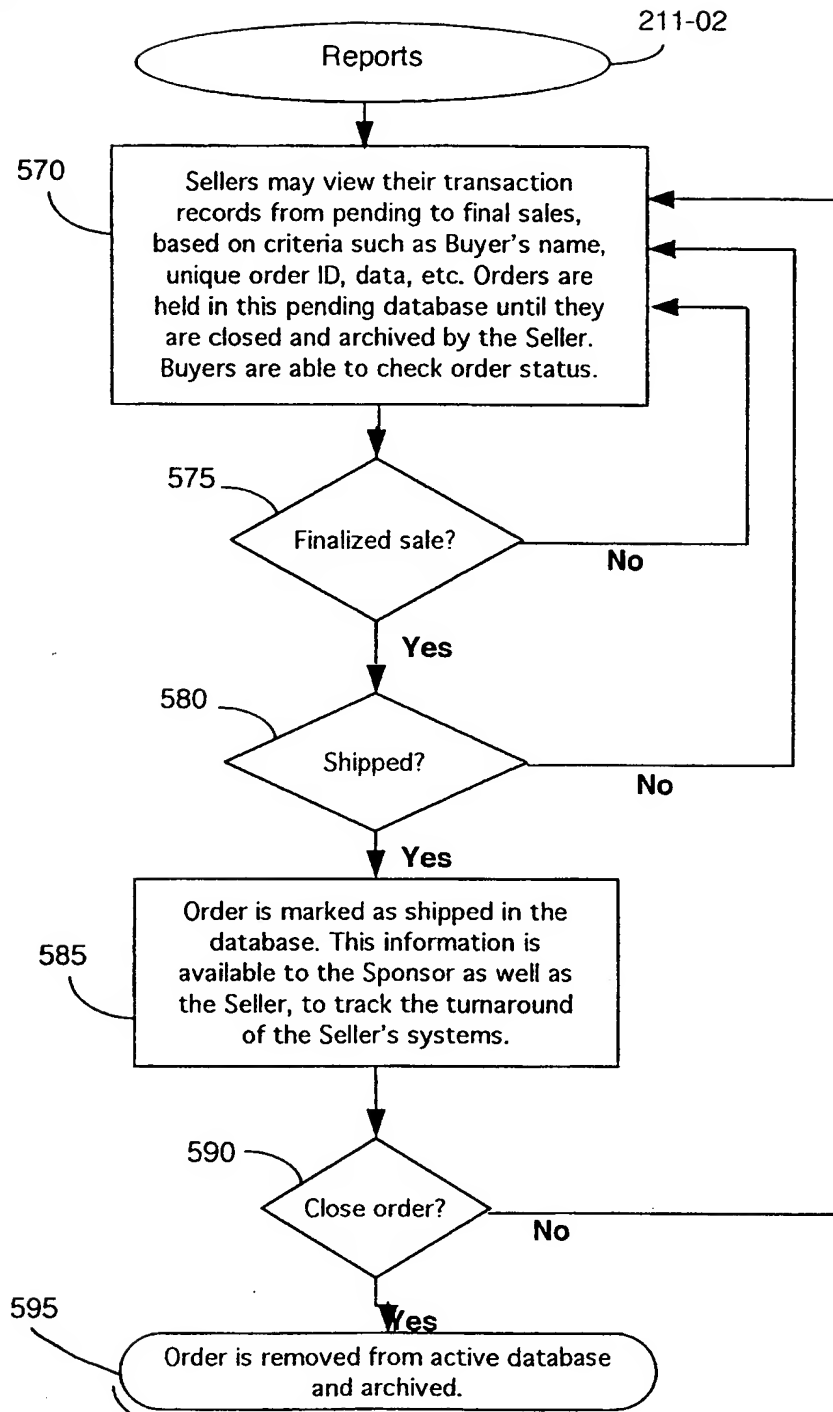 211-02
Reports
570
Sellers may view their transaction
records from pending to final sales,
based on criteria such as Buyer's name,
unique order ID, data, etc. Orders are
held in this pending database until they
are closed and archived by the Seller.
Buyers are able to check order status.
575
Finalized sale?
No
Yes
580
Shipped?
No
Yes
585
Order is marked as shipped in the
database. This information is
available to the Sponsor as well as
the Seller, to track the turnaround
of the Seller's systems.
590
Close order?
No
Yes
595
Order is removed from active database
and archived.